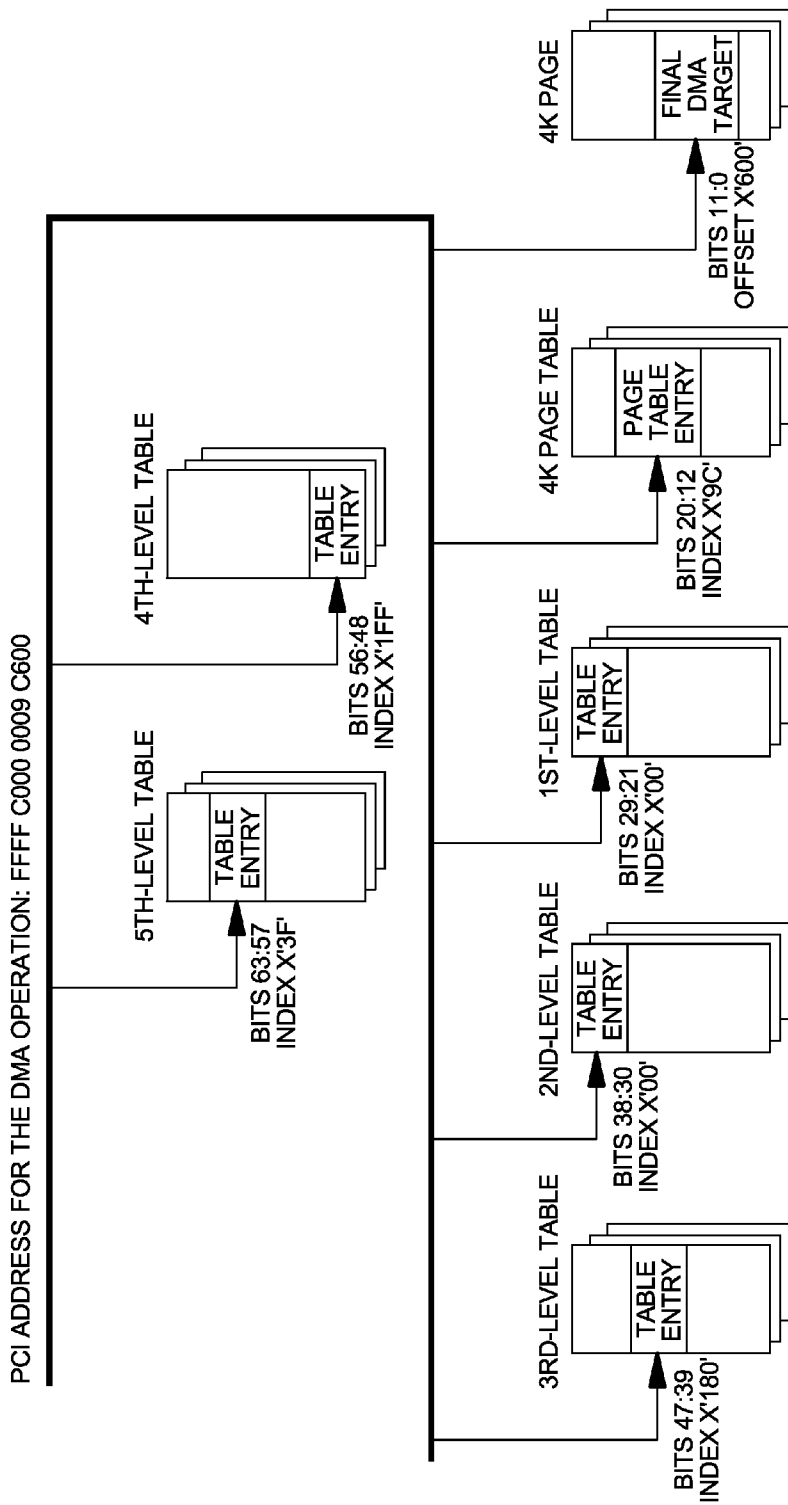 PCI ADDRESS FOR THE DMA OPERATION: FFFF C000 0009 C600
5TH-LEVEL TABLE
TABLE
ENTRY
BITS 63:57
INDEX X'3F'
4TH-LEVEL TABLE
TABLE
ENTRY
BITS 56:48
INDEX X'1FF'
3RD-LEVEL TABLE
TABLE
ENTRY
BITS 47:39
INDEX X'180'
2ND-LEVEL TABLE
TABLE
ENTRY
BITS 38:30
INDEX X'00'
1ST-LEVEL TABLE
TABLE
ENTRY
BITS 29:21
INDEX X'00'
4K PAGE TABLE
PAGE
TABLE
ENTRY
BITS 20:12
INDEX X'9C'
4K PAGE
FINAL
DMA
TARGET
BITS 11:0
OFFSET X'600'